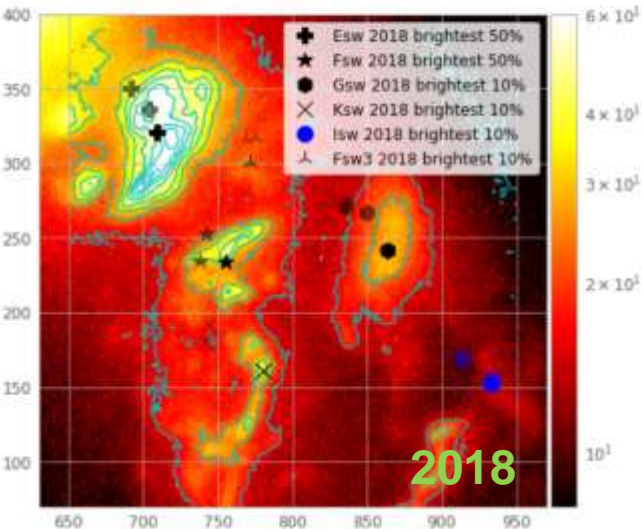 400
350
300
250
200
150
100
650
700
750
800
850
900
950
Esw 2018 brightest 50%
Fsw 2018 brightest 50%
Gsw 2018 brightest 10%
Ksw 2018 brightest 10%
Isw 2018 brightest 10%
Fsw3 2018 brightest 10%
6 × 10¹
4 × 10¹
3 × 10¹
2 × 10¹
10¹
2018